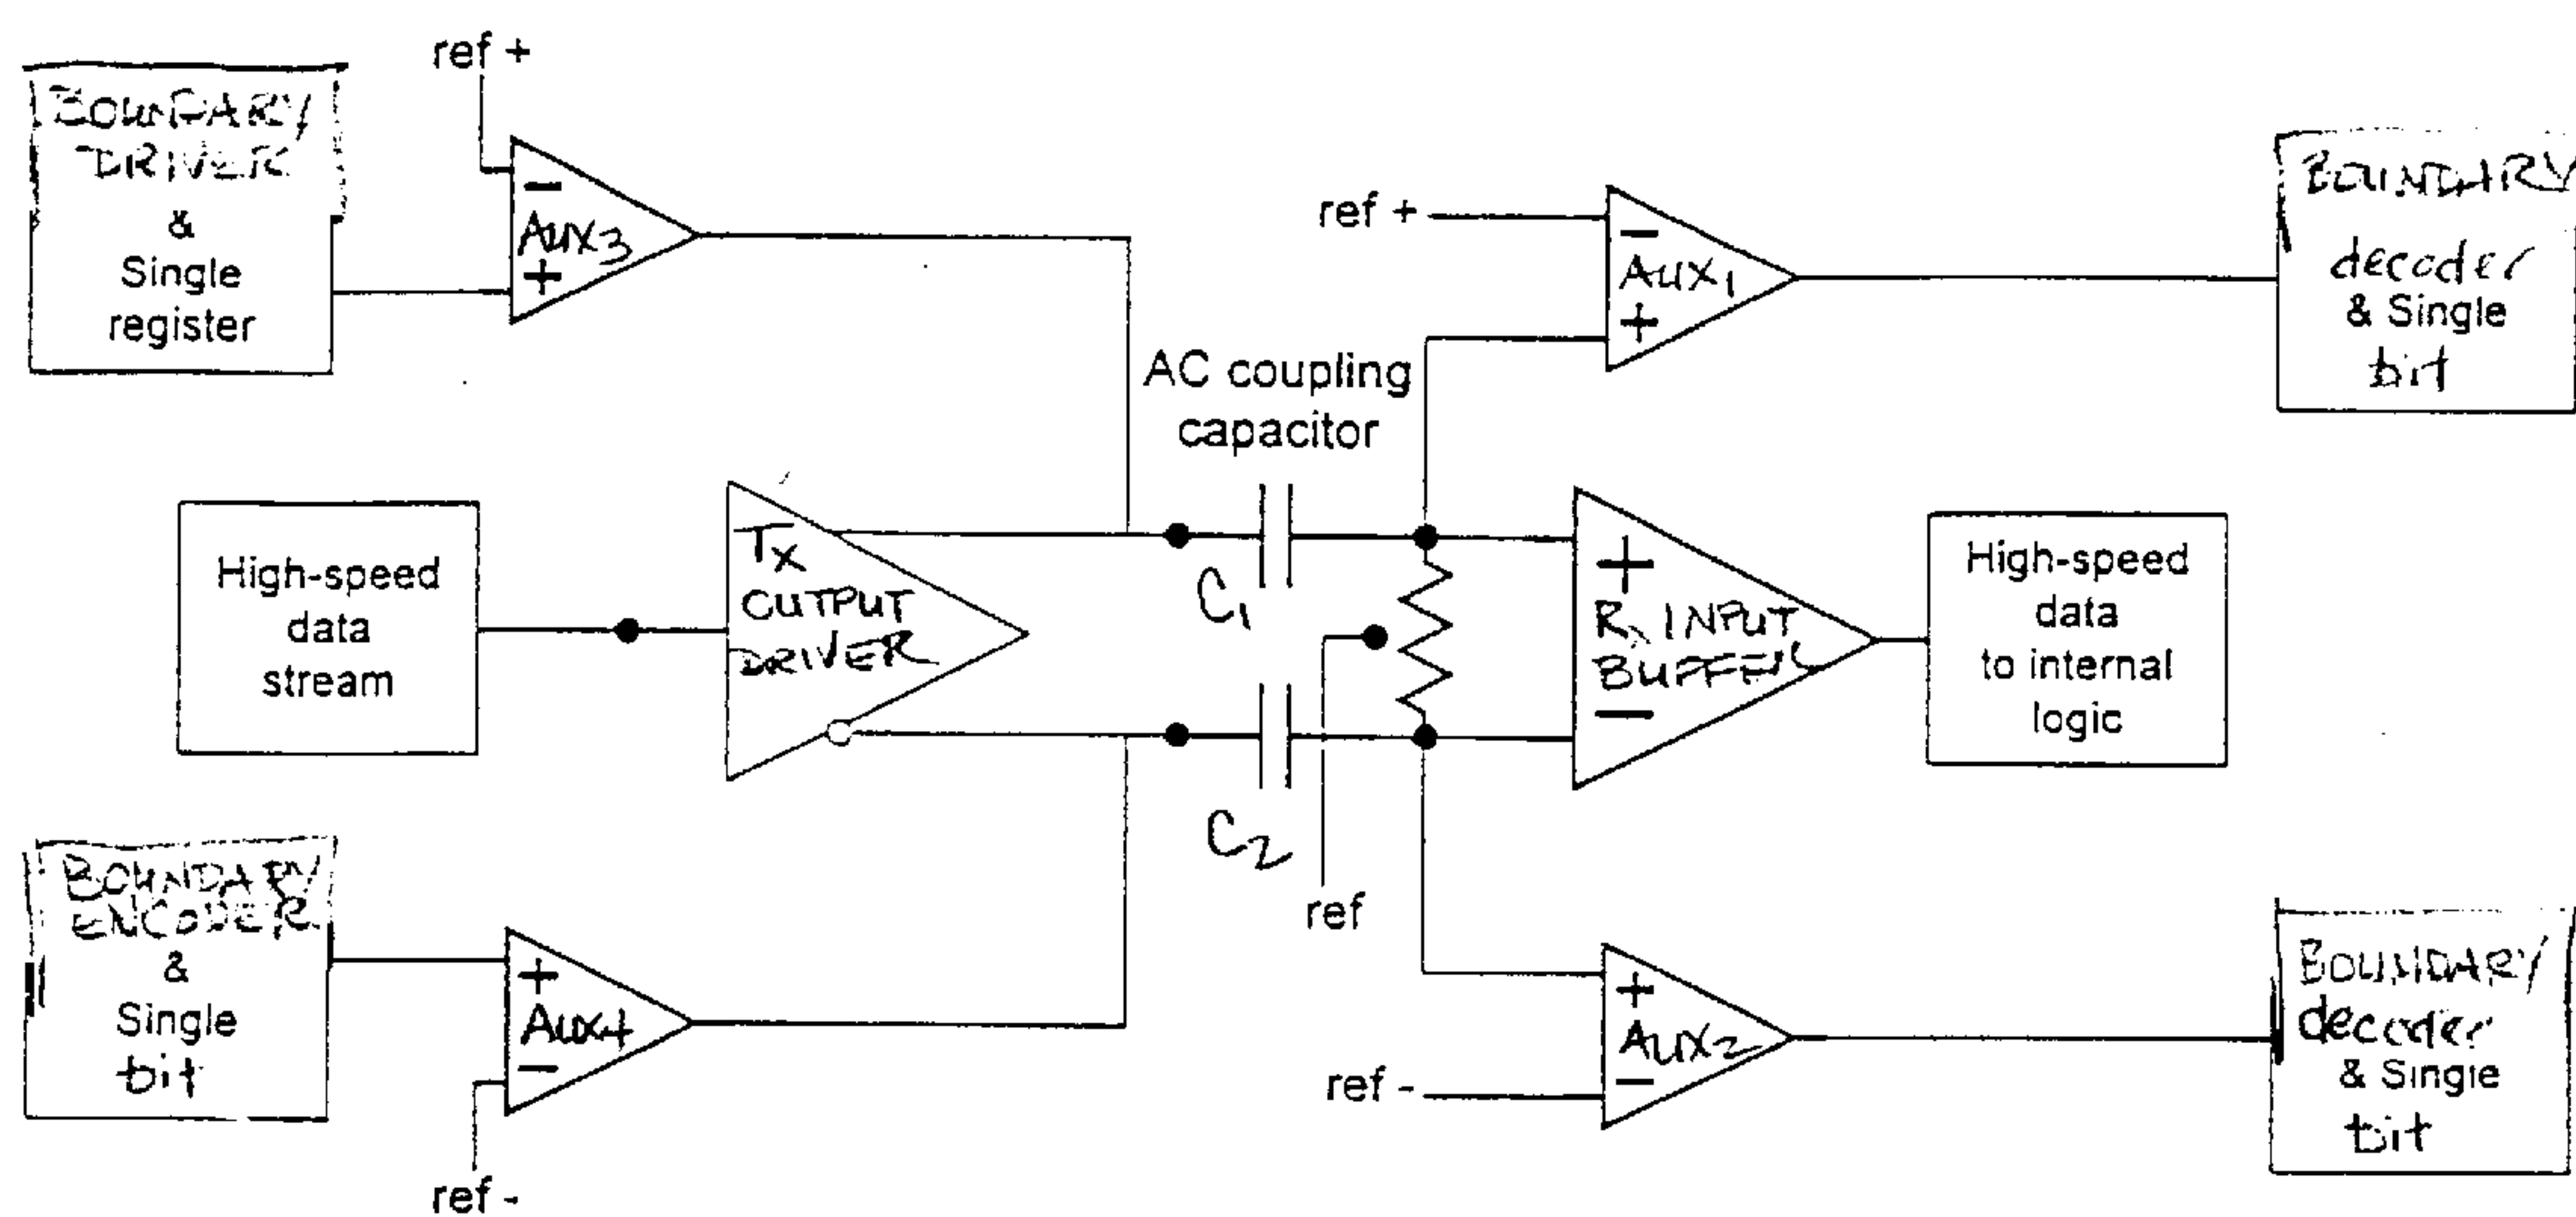 ref +
BOUNDARY
DRIVER
&
Single
register
−
AUX3
+
ref +
−
AUX1
+
BOUNDARY
decoder
& Single
bit
AC coupling
capacitor
High-speed
data
stream
Tx
OUTPUT
DRIVER
C1
+
Rx INPUT
BUFFER
−
High-speed
data
to internal
logic
C2
ref
BOUNDARY
ENCODER
&
Single
bit
+
AUX4
−
ref -
+
AUX2
−
ref -
BOUNDARY
decoder
& Single
bit